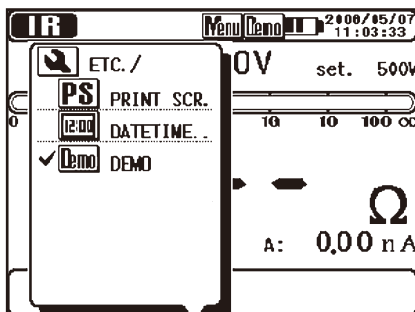 IR Menu Demo 2008/05/07
11:03:33
ETC./ 0V set. 500V
PS PRINT SCR.
0 1G 10 100 ∞
12:00 DATETIME..
✓ Demo DEMO
Ω
A: 0.00 nA